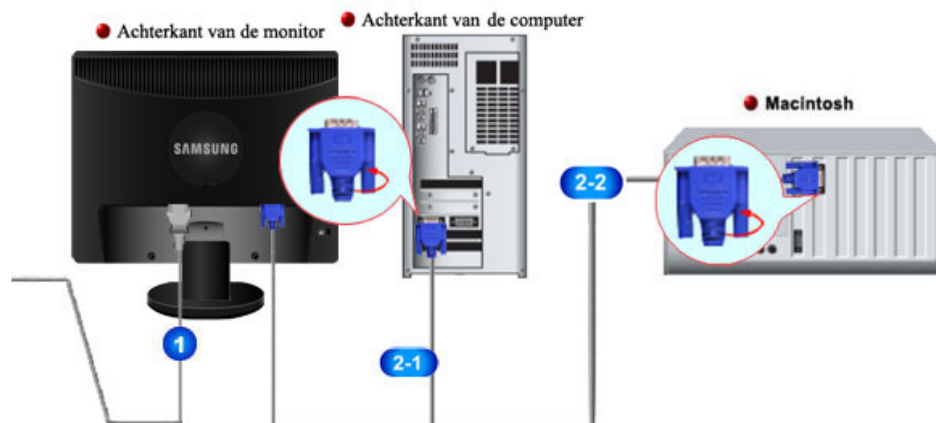 Achterkant van de monitor
Achterkant van de computer
Macintosh
SAMSUNG
2-2
1
2-1